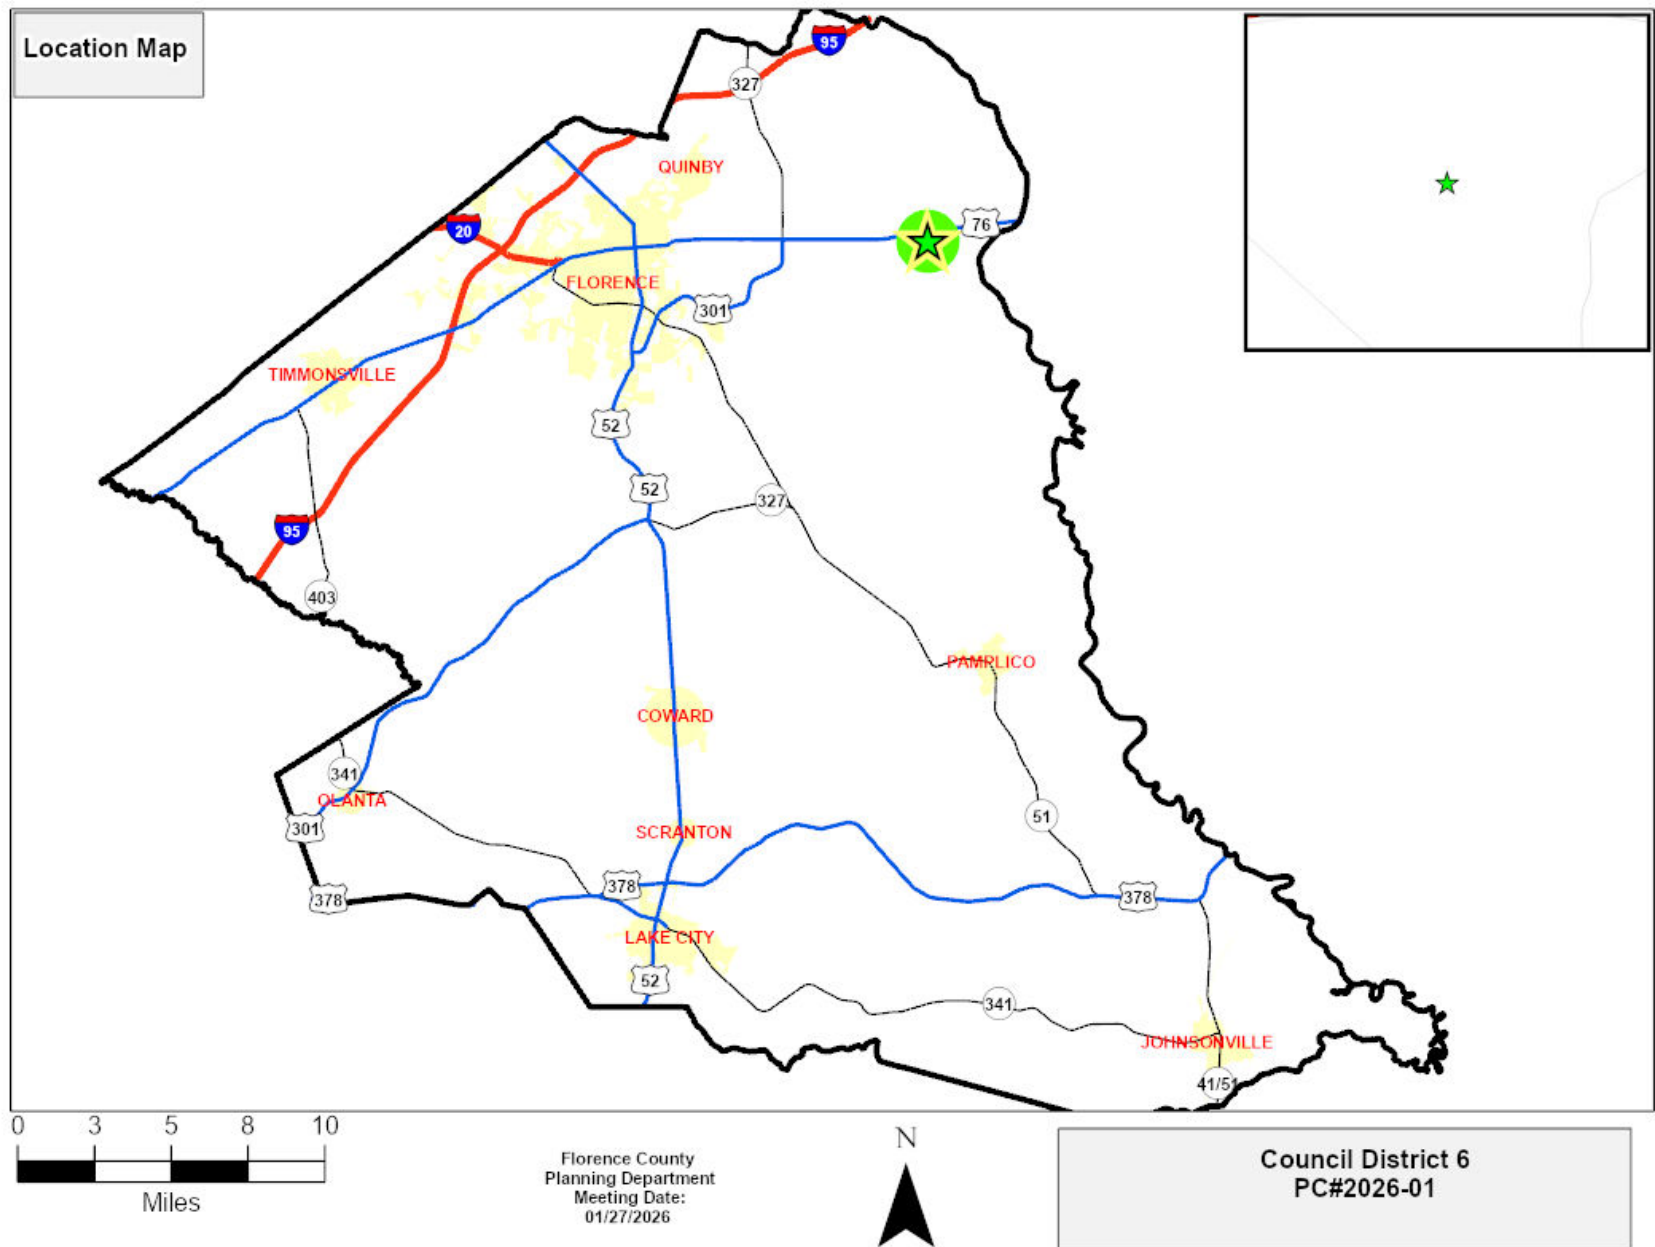 Location Map
95
327
QUINBY
20
76
FLORENCE
301
TIMMONSVILLE
52
52
327
95
403
PAMPLICO
COWARD
341
OLANTA
301
51
SCRANTON
378
378
378
LAKE CITY
52
341
JOHNSONVILLE
41/51
0 3 5 8 10
Miles
Florence County
Planning Department
Meeting Date:
01/27/2026
N
Council District 6
PC#2026-01